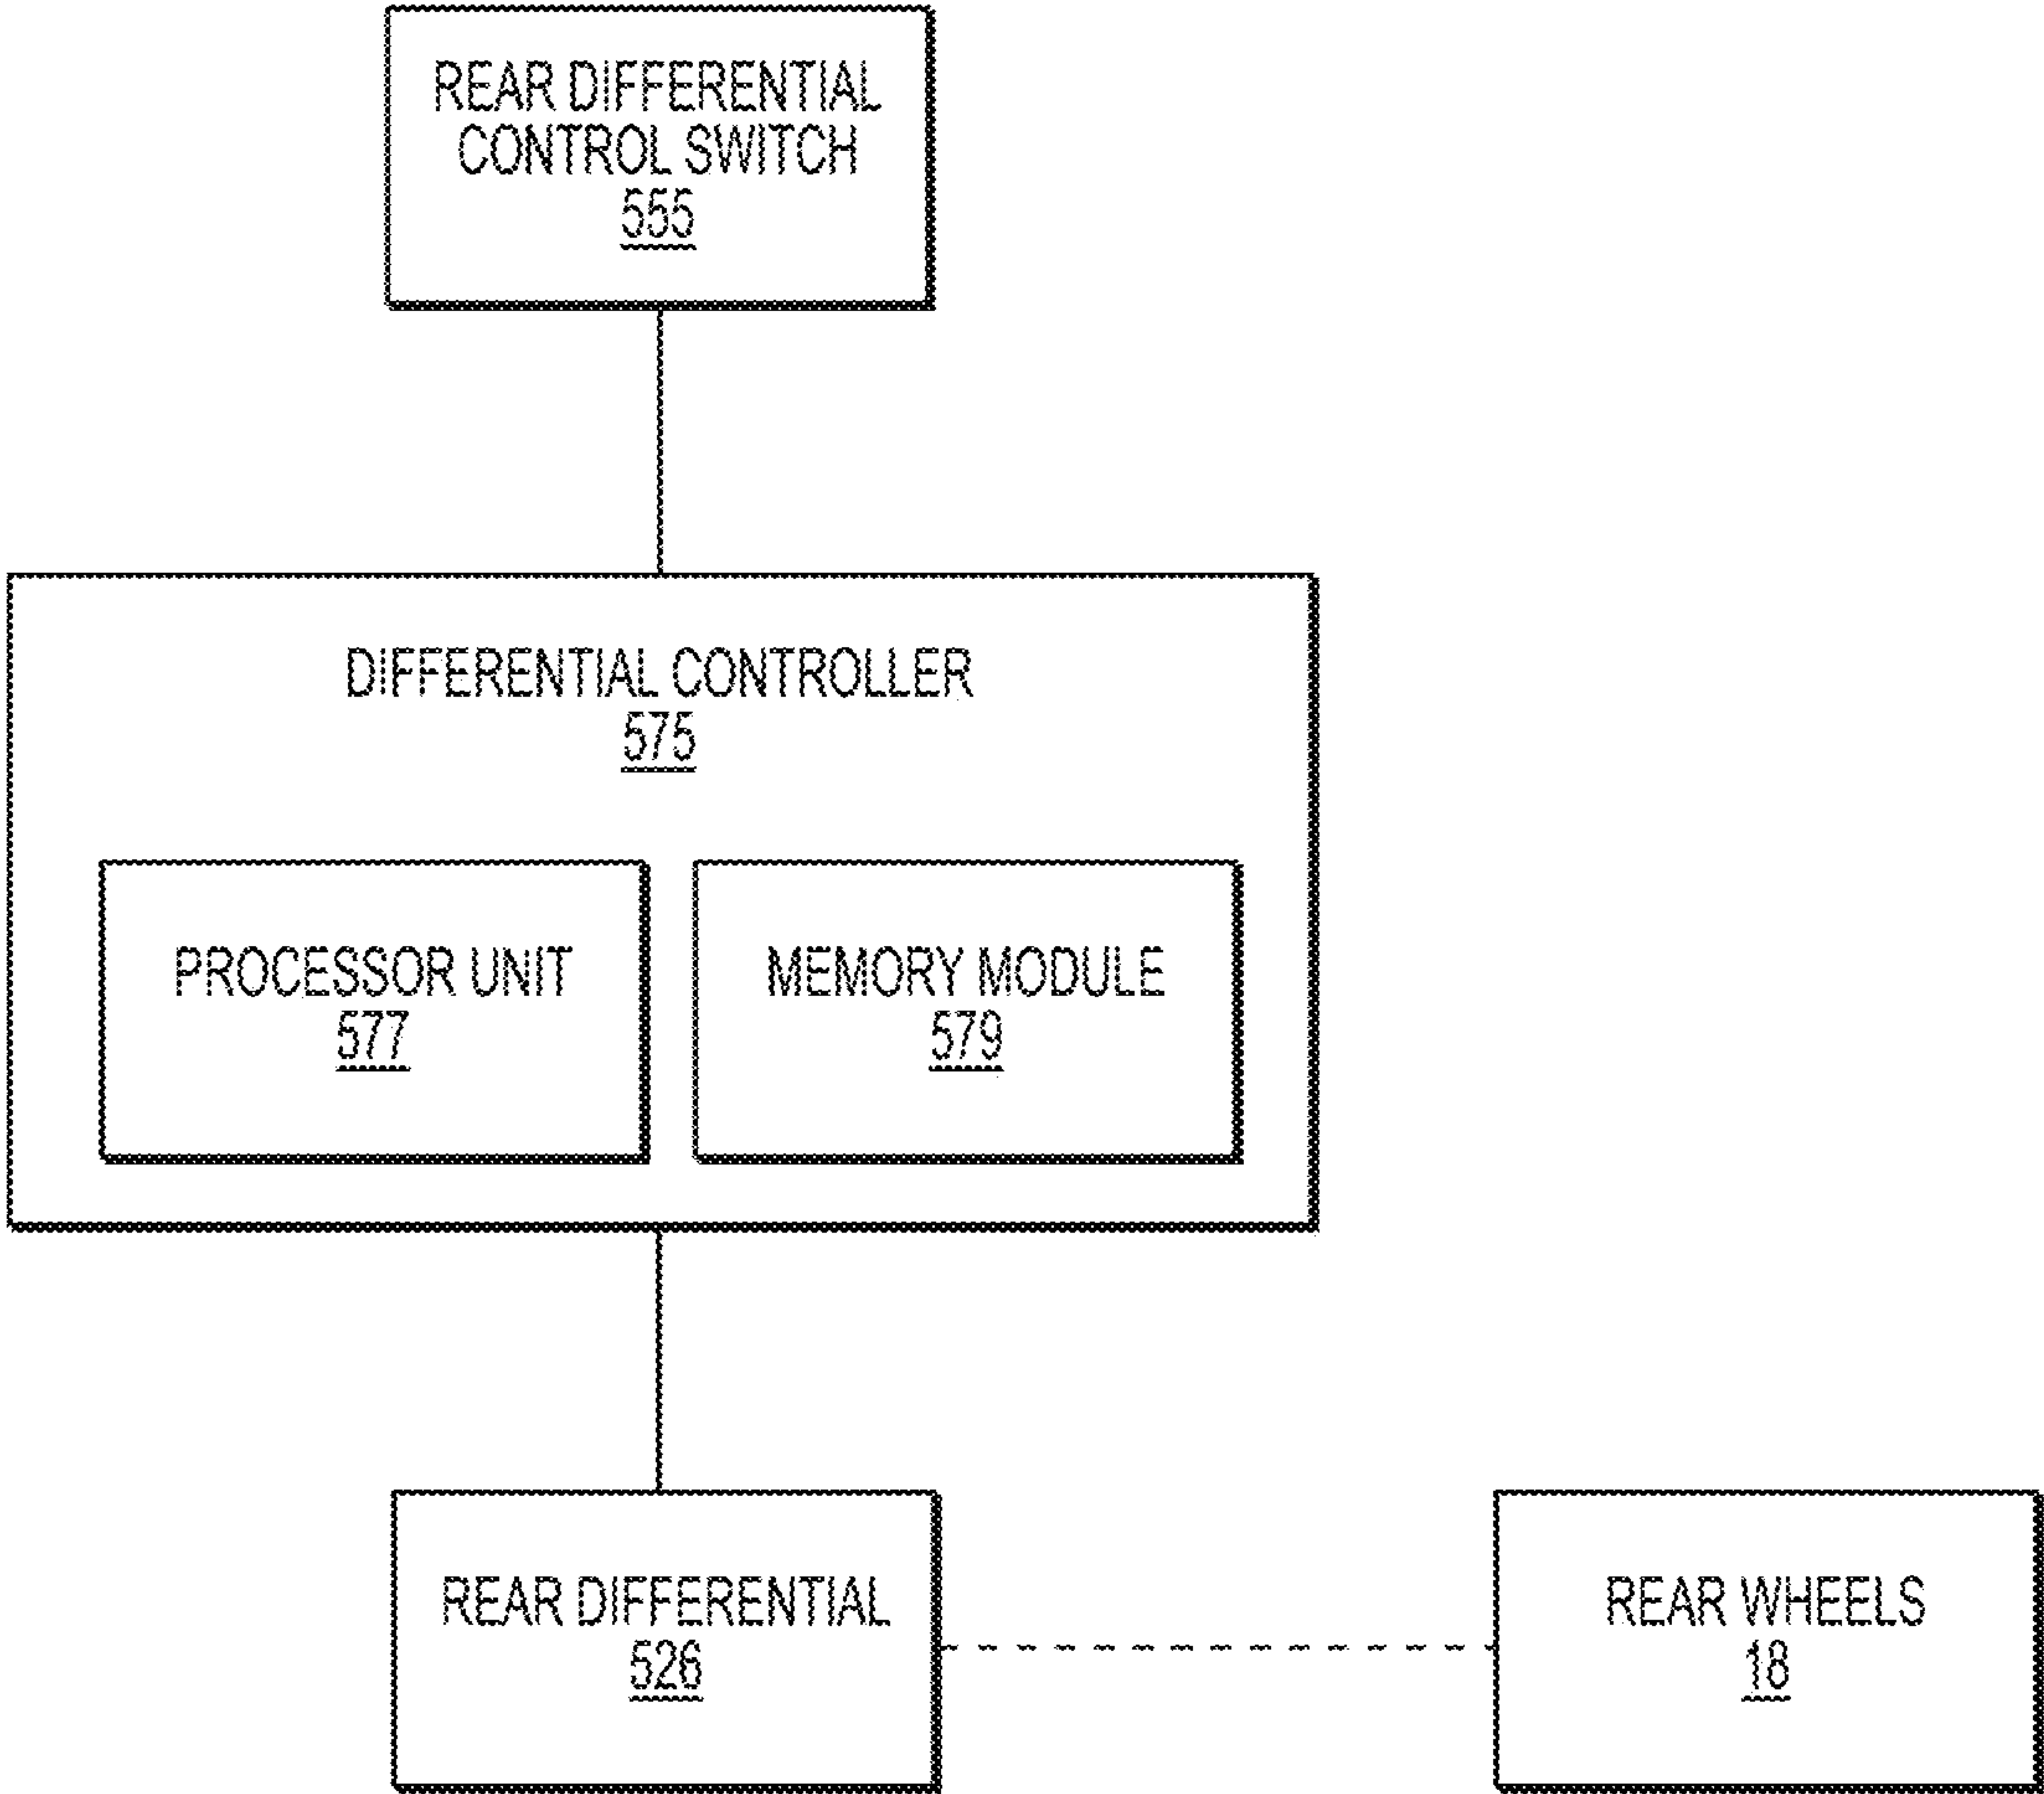 REAR DIFFERENTIAL
CONTROL SWITCH
555
DIFFERENTIAL CONTROLLER
575
PROCESSOR UNIT
577
MEMORY MODULE
579
REAR DIFFERENTIAL
526
REAR WHEELS
18